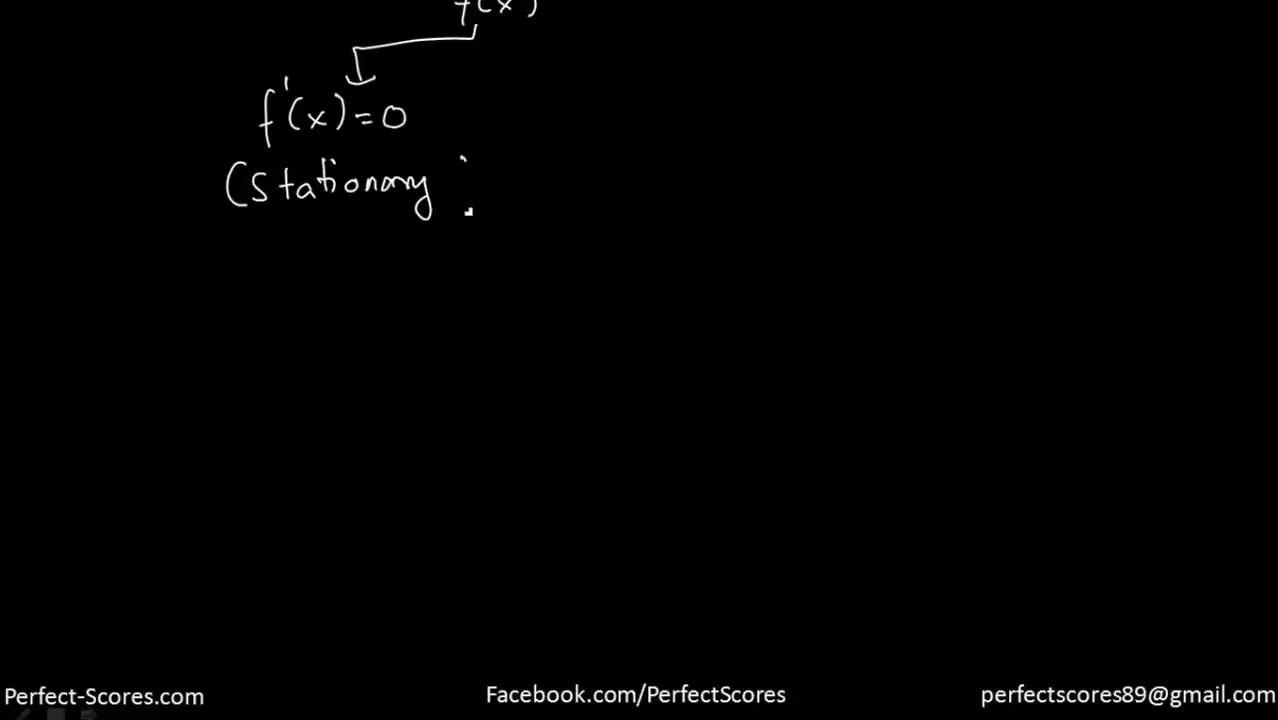 f(x)
f'(x)=0
(Stationary
Perfect-Scores.com
Facebook.com/PerfectScores
perfectscores89@gmail.com